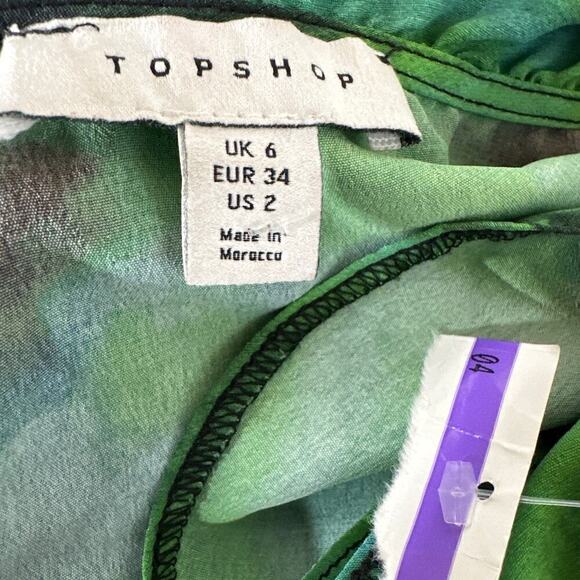 TOPSHOP
UK 6
EUR 34
US 2
Made in
Morocco
04